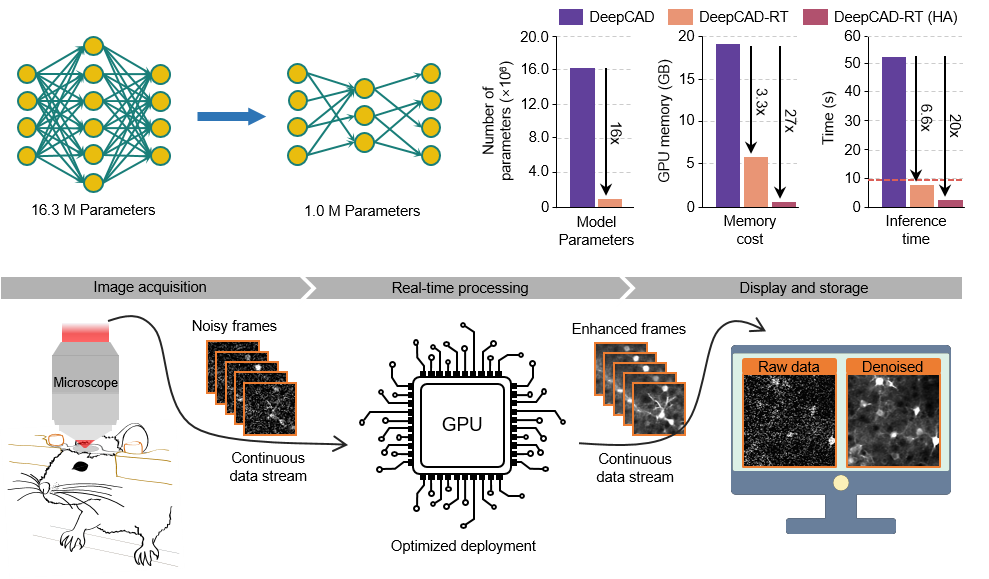 DeepCAD
DeepCAD-RT
DeepCAD-RT (HA)
16.3 M Parameters
1.0 M Parameters
Number of
parameters (×10⁶)
20.0
16.0
12.0
8.0
4.0
0
16x
Model
Parameters
GPU memory (GB)
20
15
10
5
0
3.3x
27x
Memory
cost
Time (s)
60
50
40
30
20
10
0
6.6x
20x
Inference
time
Image acquisition
Real-time processing
Display and storage
Microscope
Noisy frames
Continuous
data stream
GPU
Optimized deployment
Enhanced frames
Continuous
data stream
Raw data
Denoised